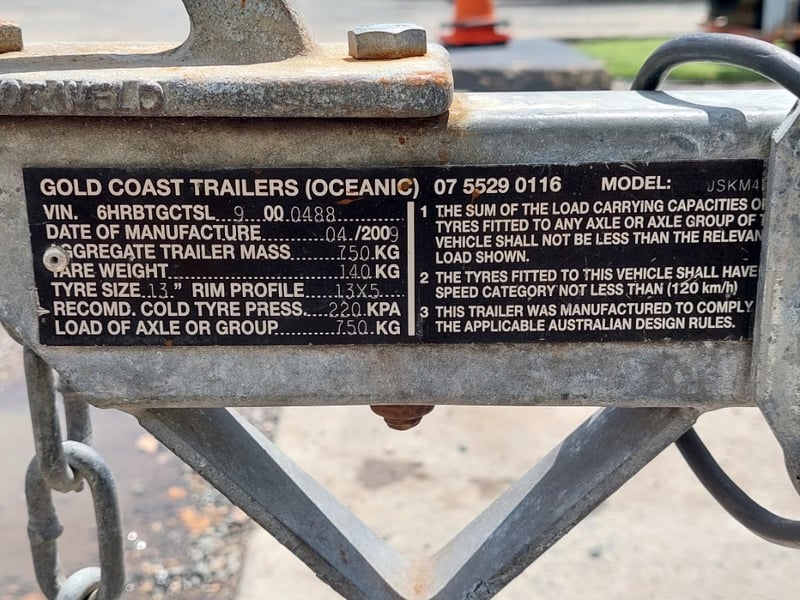 GOLD COAST TRAILERS (OCEANIC) 07 5529 0116 MODEL: JSKM4
VIN. 6HRBTGCTSL 9 00 0488
DATE OF MANUFACTURE 04 /2009
AGGREGATE TRAILER MASS 750 KG
TARE WEIGHT 140 KG
TYRE SIZE 13" RIM PROFILE 13X5
RECOMD. COLD TYRE PRESS. 220 KPA
LOAD OF AXLE OR GROUP 750 KG
1 THE SUM OF THE LOAD CARRYING CAPACITIES O
TYRES FITTED TO ANY AXLE OR AXLE GROUP OF T
VEHICLE SHALL NOT BE LESS THAN THE RELEVAN
LOAD SHOWN.
2 THE TYRES FITTED TO THIS VEHICLE SHALL HAVE
SPEED CATEGORY NOT LESS THAN (120 km/h)
3 THIS TRAILER WAS MANUFACTURED TO COMPLY
THE APPLICABLE AUSTRALIAN DESIGN RULES.